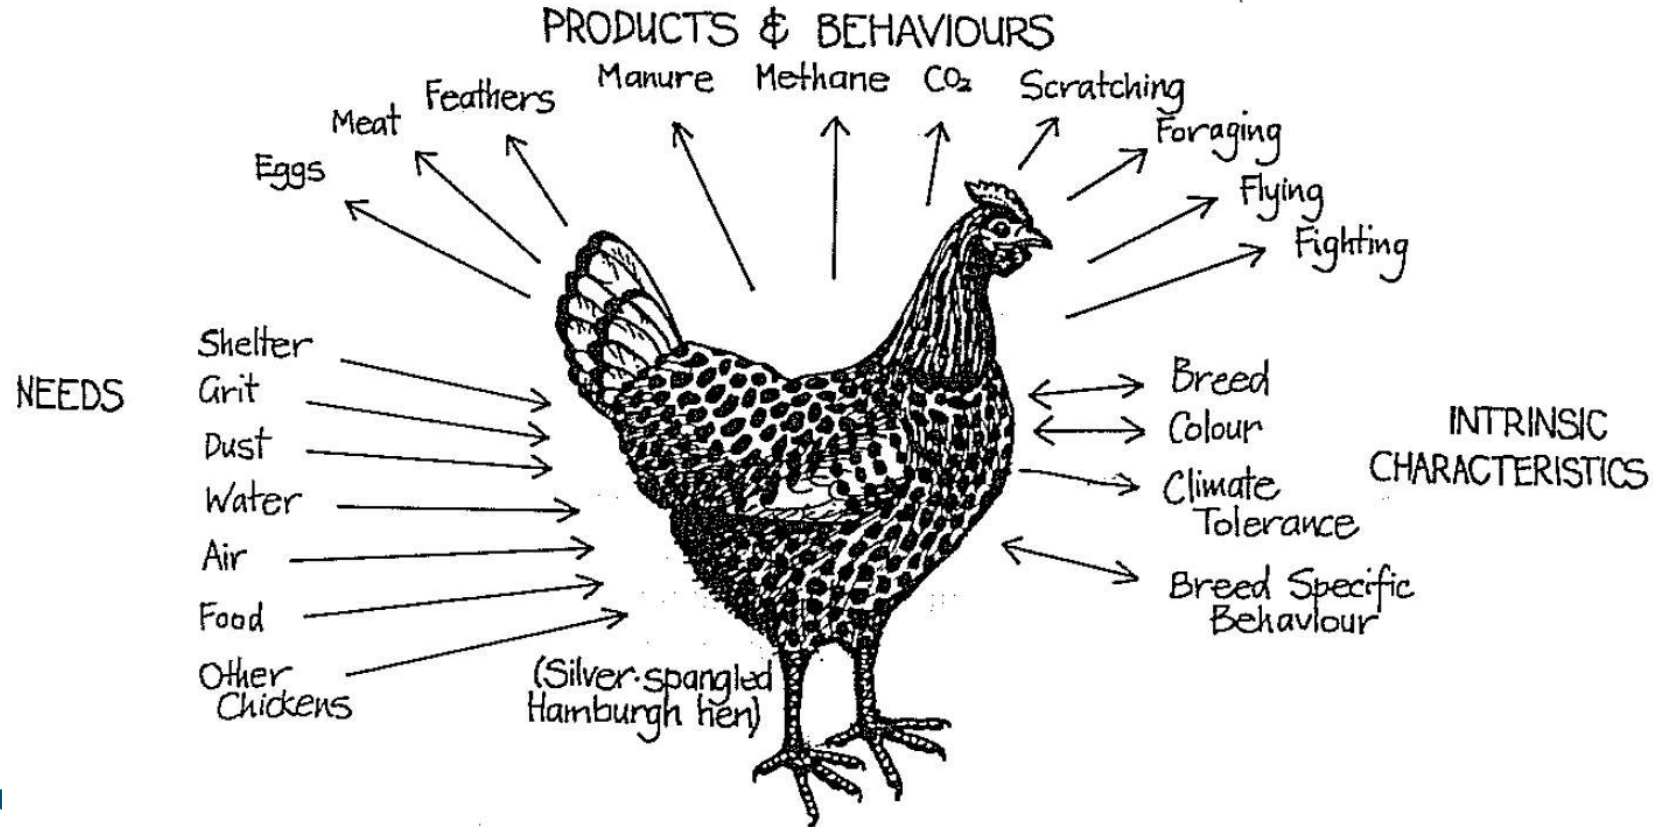 PRODUCTS & BEHAVIOURS
Eggs
Meat
Feathers
Manure
Methane
CO₂
Scratching
Foraging
Flying
Fighting
NEEDS
Shelter
Grit
Dust
Water
Air
Food
Other
Chickens
(Silver-spangled
Hamburgh hen)
INTRINSIC
CHARACTERISTICS
Breed
Colour
Climate
Tolerance
Breed Specific
Behaviour